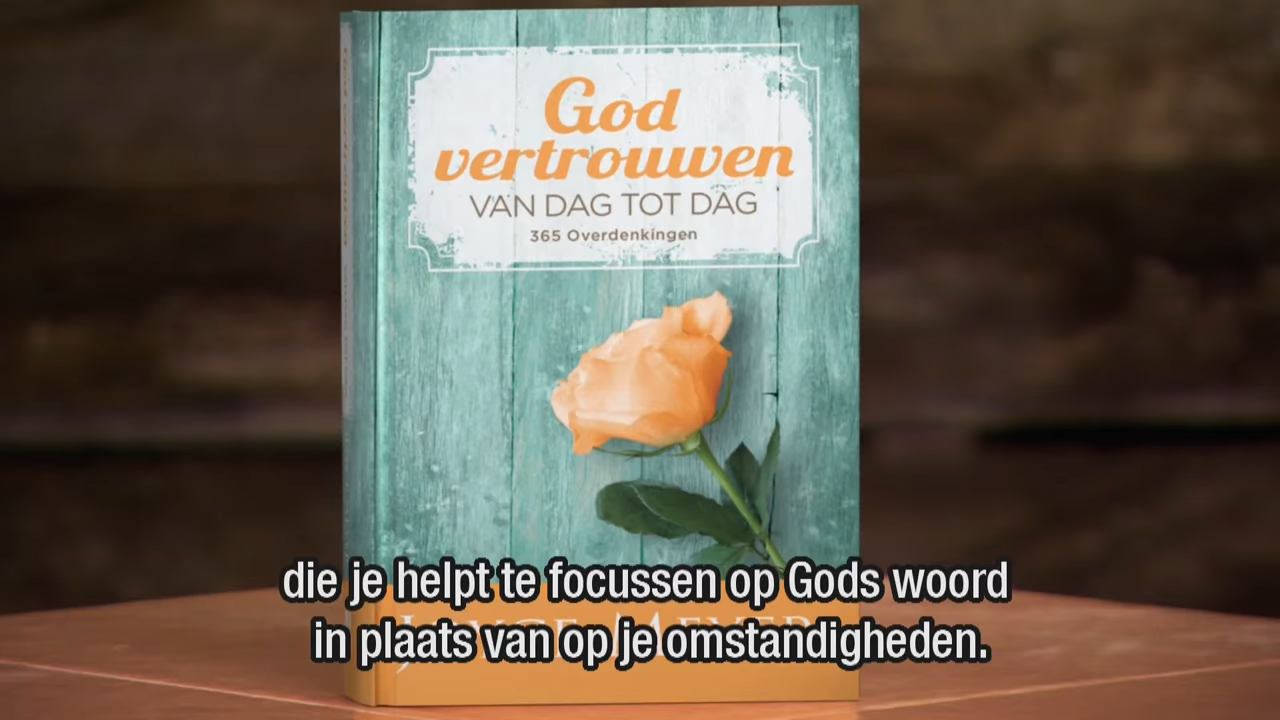 God
vertrouwen
VAN DAG TOT DAG
365 Overdenkingen
die je helpt te focussen op Gods woord
in plaats van op je omstandigheden.